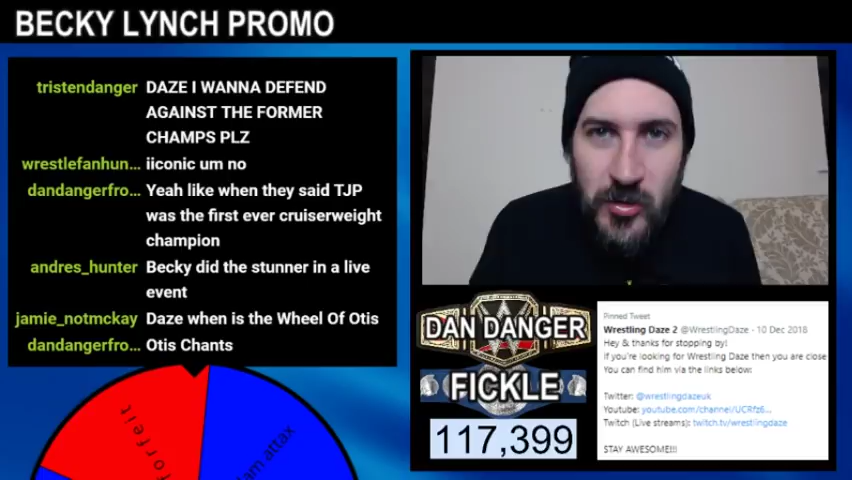 BECKY LYNCH PROMO
tristendanger DAZE I WANNA DEFEND
AGAINST THE FORMER
CHAMPS PLZ
wrestlefanhun... iiconic um no
dandangerfro... Yeah like when they said TJP
was the first ever cruiserweight
champion
andres_hunter Becky did the stunner in a live
event
jamie_notmckay Daze when is the Wheel Of Otis
dandangerfro... Otis Chants
forfeit
am attax
DAN DANGER
FICKLE
117,399
Pinned Tweet
Wrestling Daze 2 @WrestlingDaze - 10 Dec 2018
Hey & thanks for stopping by!
If you're looking for Wrestling Daze then you are close
You can find him via the links below:
Twitter: @wrestlingdazeuk
Youtube: youtube.com/channel/UCRfz6...
Twitch (Live streams): twitch.tv/wrestlingdaze
STAY AWESOME!!!